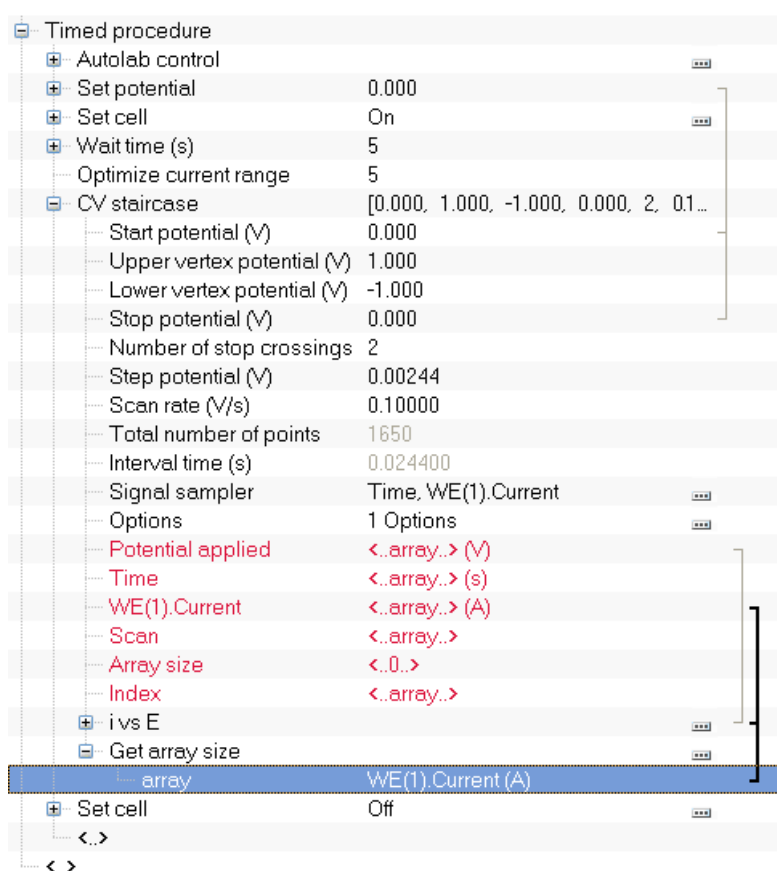 Timed procedure
Autolab control
Set potential 0.000
Set cell On
Wait time (s) 5
Optimize current range 5
CV staircase [0.000, 1.000, -1.000, 0.000, 2, 0.1...
Start potential (V) 0.000
Upper vertex potential (V) 1.000
Lower vertex potential (V) -1.000
Stop potential (V) 0.000
Number of stop crossings 2
Step potential (V) 0.00244
Scan rate (V/s) 0.10000
Total number of points 1650
Interval time (s) 0.024400
Signal sampler Time, WE(1).Current
Options 1 Options
Potential applied <..array..> (V)
Time <..array..> (s)
WE(1).Current <..array..> (A)
Scan <..array..>
Array size <..0..>
Index <..array..>
i vs E
Get array size
array WE(1).Current (A)
Set cell Off
<..>
<..>